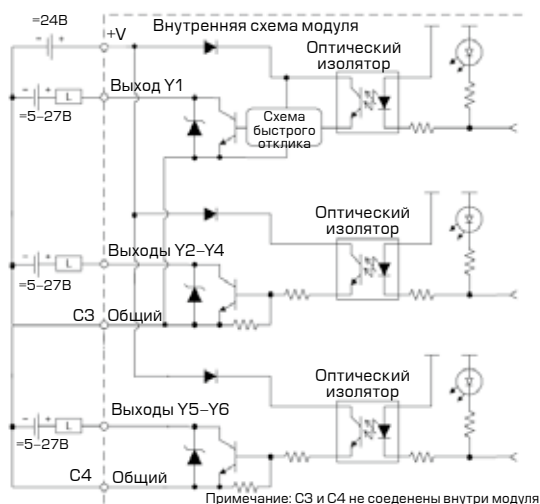 =24В
+V
Внутренняя схема модуля
Оптический
изолятор
Выход Y1
L
=5–27В
Схема
быстрого
отклика
Оптический
изолятор
Выходы Y2–Y4
L
=5–27В
C3 Общий
Оптический
изолятор
Выходы Y5–Y6
L
=5–27В
C4 Общий
Примечание: C3 и C4 не соеденены внутри модуля